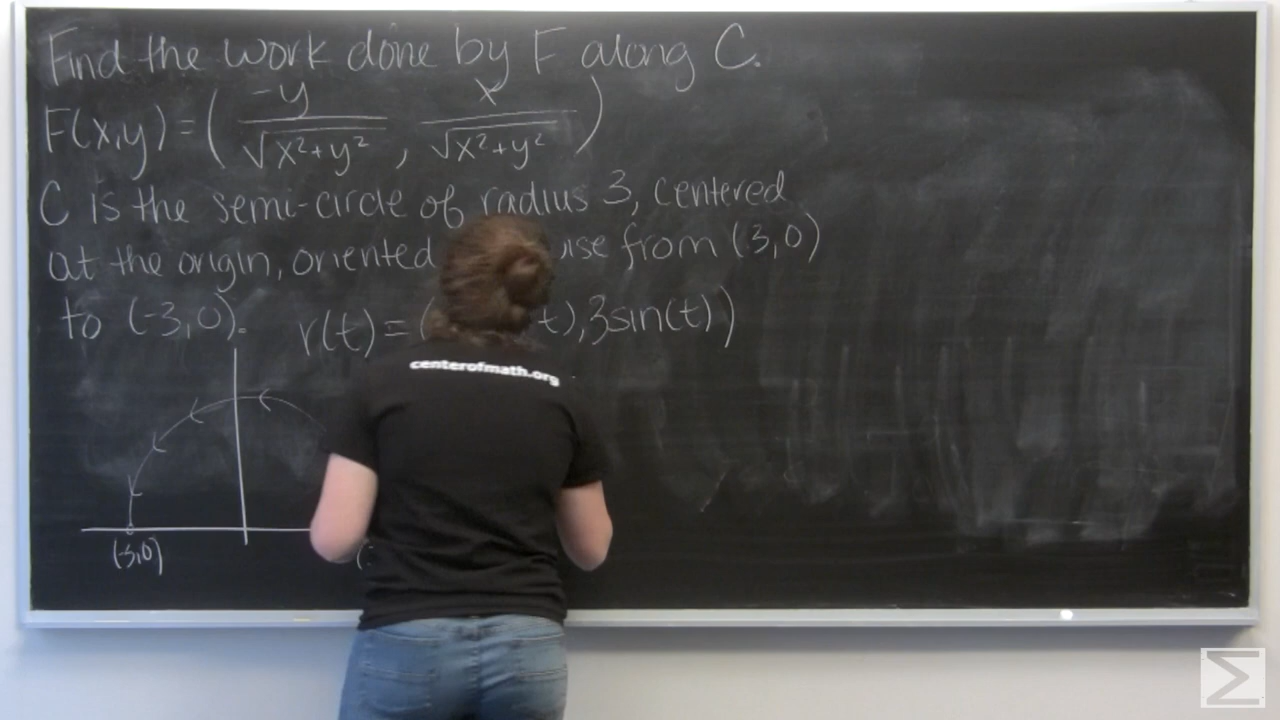 Find the work done by F along C.
F(x,y) = ( -y / √x²+y² , x / √x²+y² )
C is the semi-circle of radius 3, centered
at the origin, oriented from (3,0)
to (-3,0). r(t) = ( t), 3sin(t))
centerofmath.org
(-3,0)
Σ